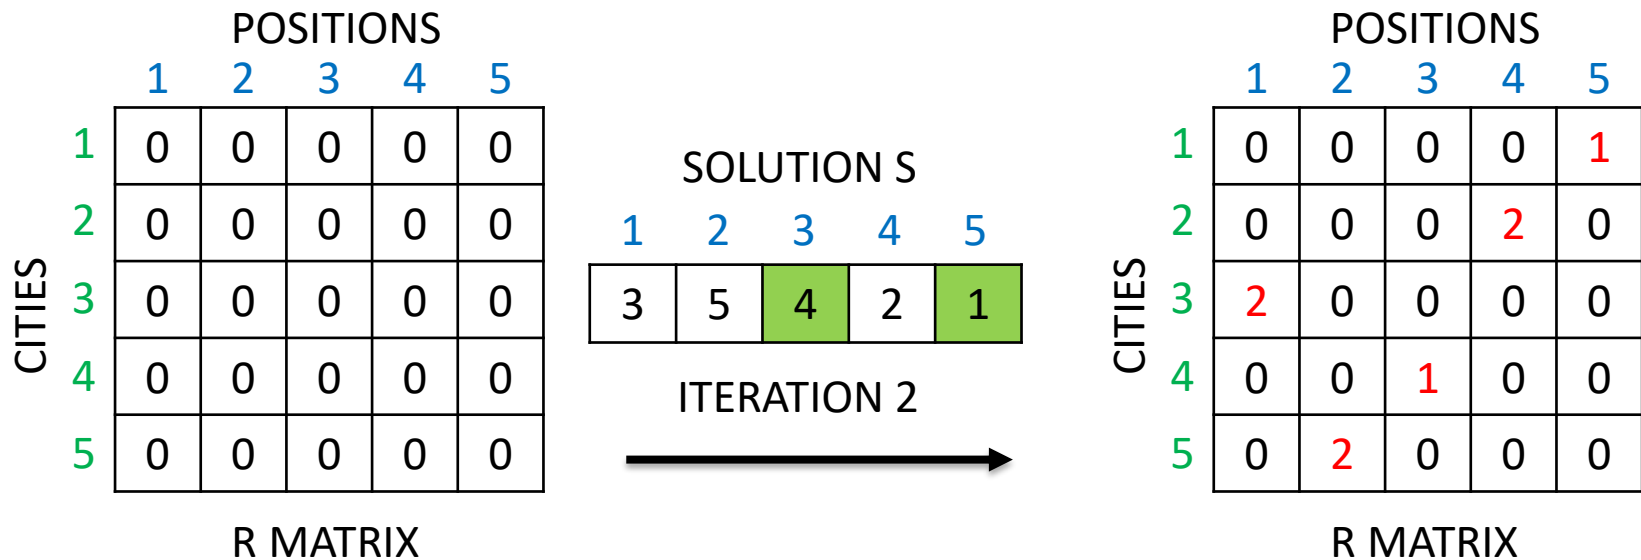 POSITIONS
1 2 3 4 5
CITIES
1 0 0 0 0 0
2 0 0 0 0 0
3 0 0 0 0 0
4 0 0 0 0 0
5 0 0 0 0 0
R MATRIX
SOLUTION S
1 2 3 4 5
3 5 4 2 1
ITERATION 2
POSITIONS
1 2 3 4 5
CITIES
1 0 0 0 0 1
2 0 0 0 2 0
3 2 0 0 0 0
4 0 0 1 0 0
5 0 2 0 0 0
R MATRIX